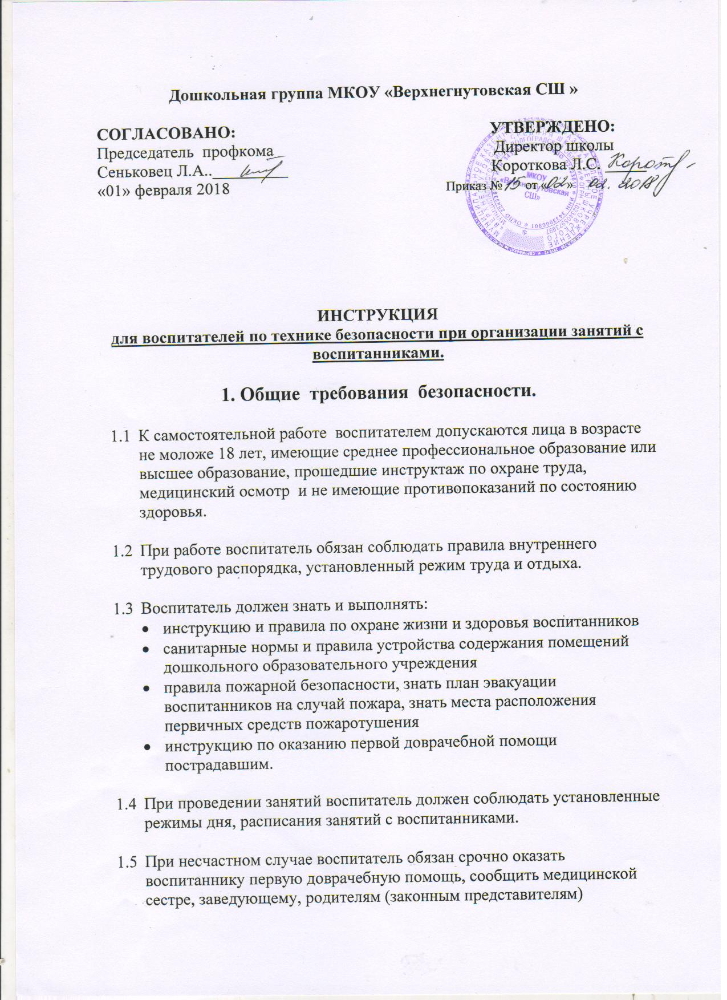 Дошкольная группа МКОУ «Верхнегнутовская СШ »
СОГЛАСОВАНО:
Председатель профкома
Сеньковец Л.А..__________
«01» февраля 2018
УТВЕРЖДЕНО:
Директор школы
Короткова Л.С. _____
Приказ № 15 от «02» 02. 2018
МКОУ
«Верхнегнутовская
СШ»
ИНСТРУКЦИЯ
для воспитателей по технике безопасности при организации занятий с
воспитанниками.
1. Общие требования безопасности.
1.1 К самостоятельной работе воспитателем допускаются лица в возрасте
не моложе 18 лет, имеющие среднее профессиональное образование или
высшее образование, прошедшие инструктаж по охране труда,
медицинский осмотр и не имеющие противопоказаний по состоянию
здоровья.
1.2 При работе воспитатель обязан соблюдать правила внутреннего
трудового распорядка, установленный режим труда и отдыха.
1.3 Воспитатель должен знать и выполнять:
• инструкцию и правила по охране жизни и здоровья воспитанников
• санитарные нормы и правила устройства содержания помещений
дошкольного образовательного учреждения
• правила пожарной безопасности, знать план эвакуации
воспитанников на случай пожара, знать места расположения
первичных средств пожаротушения
• инструкцию по оказанию первой доврачебной помощи
пострадавшим.
1.4 При проведении занятий воспитатель должен соблюдать установленные
режимы дня, расписания занятий с воспитанниками.
1.5 При несчастном случае воспитатель обязан срочно оказать
воспитаннику первую доврачебную помощь, сообщить медицинской
сестре, заведующему, родителям (законным представителям)